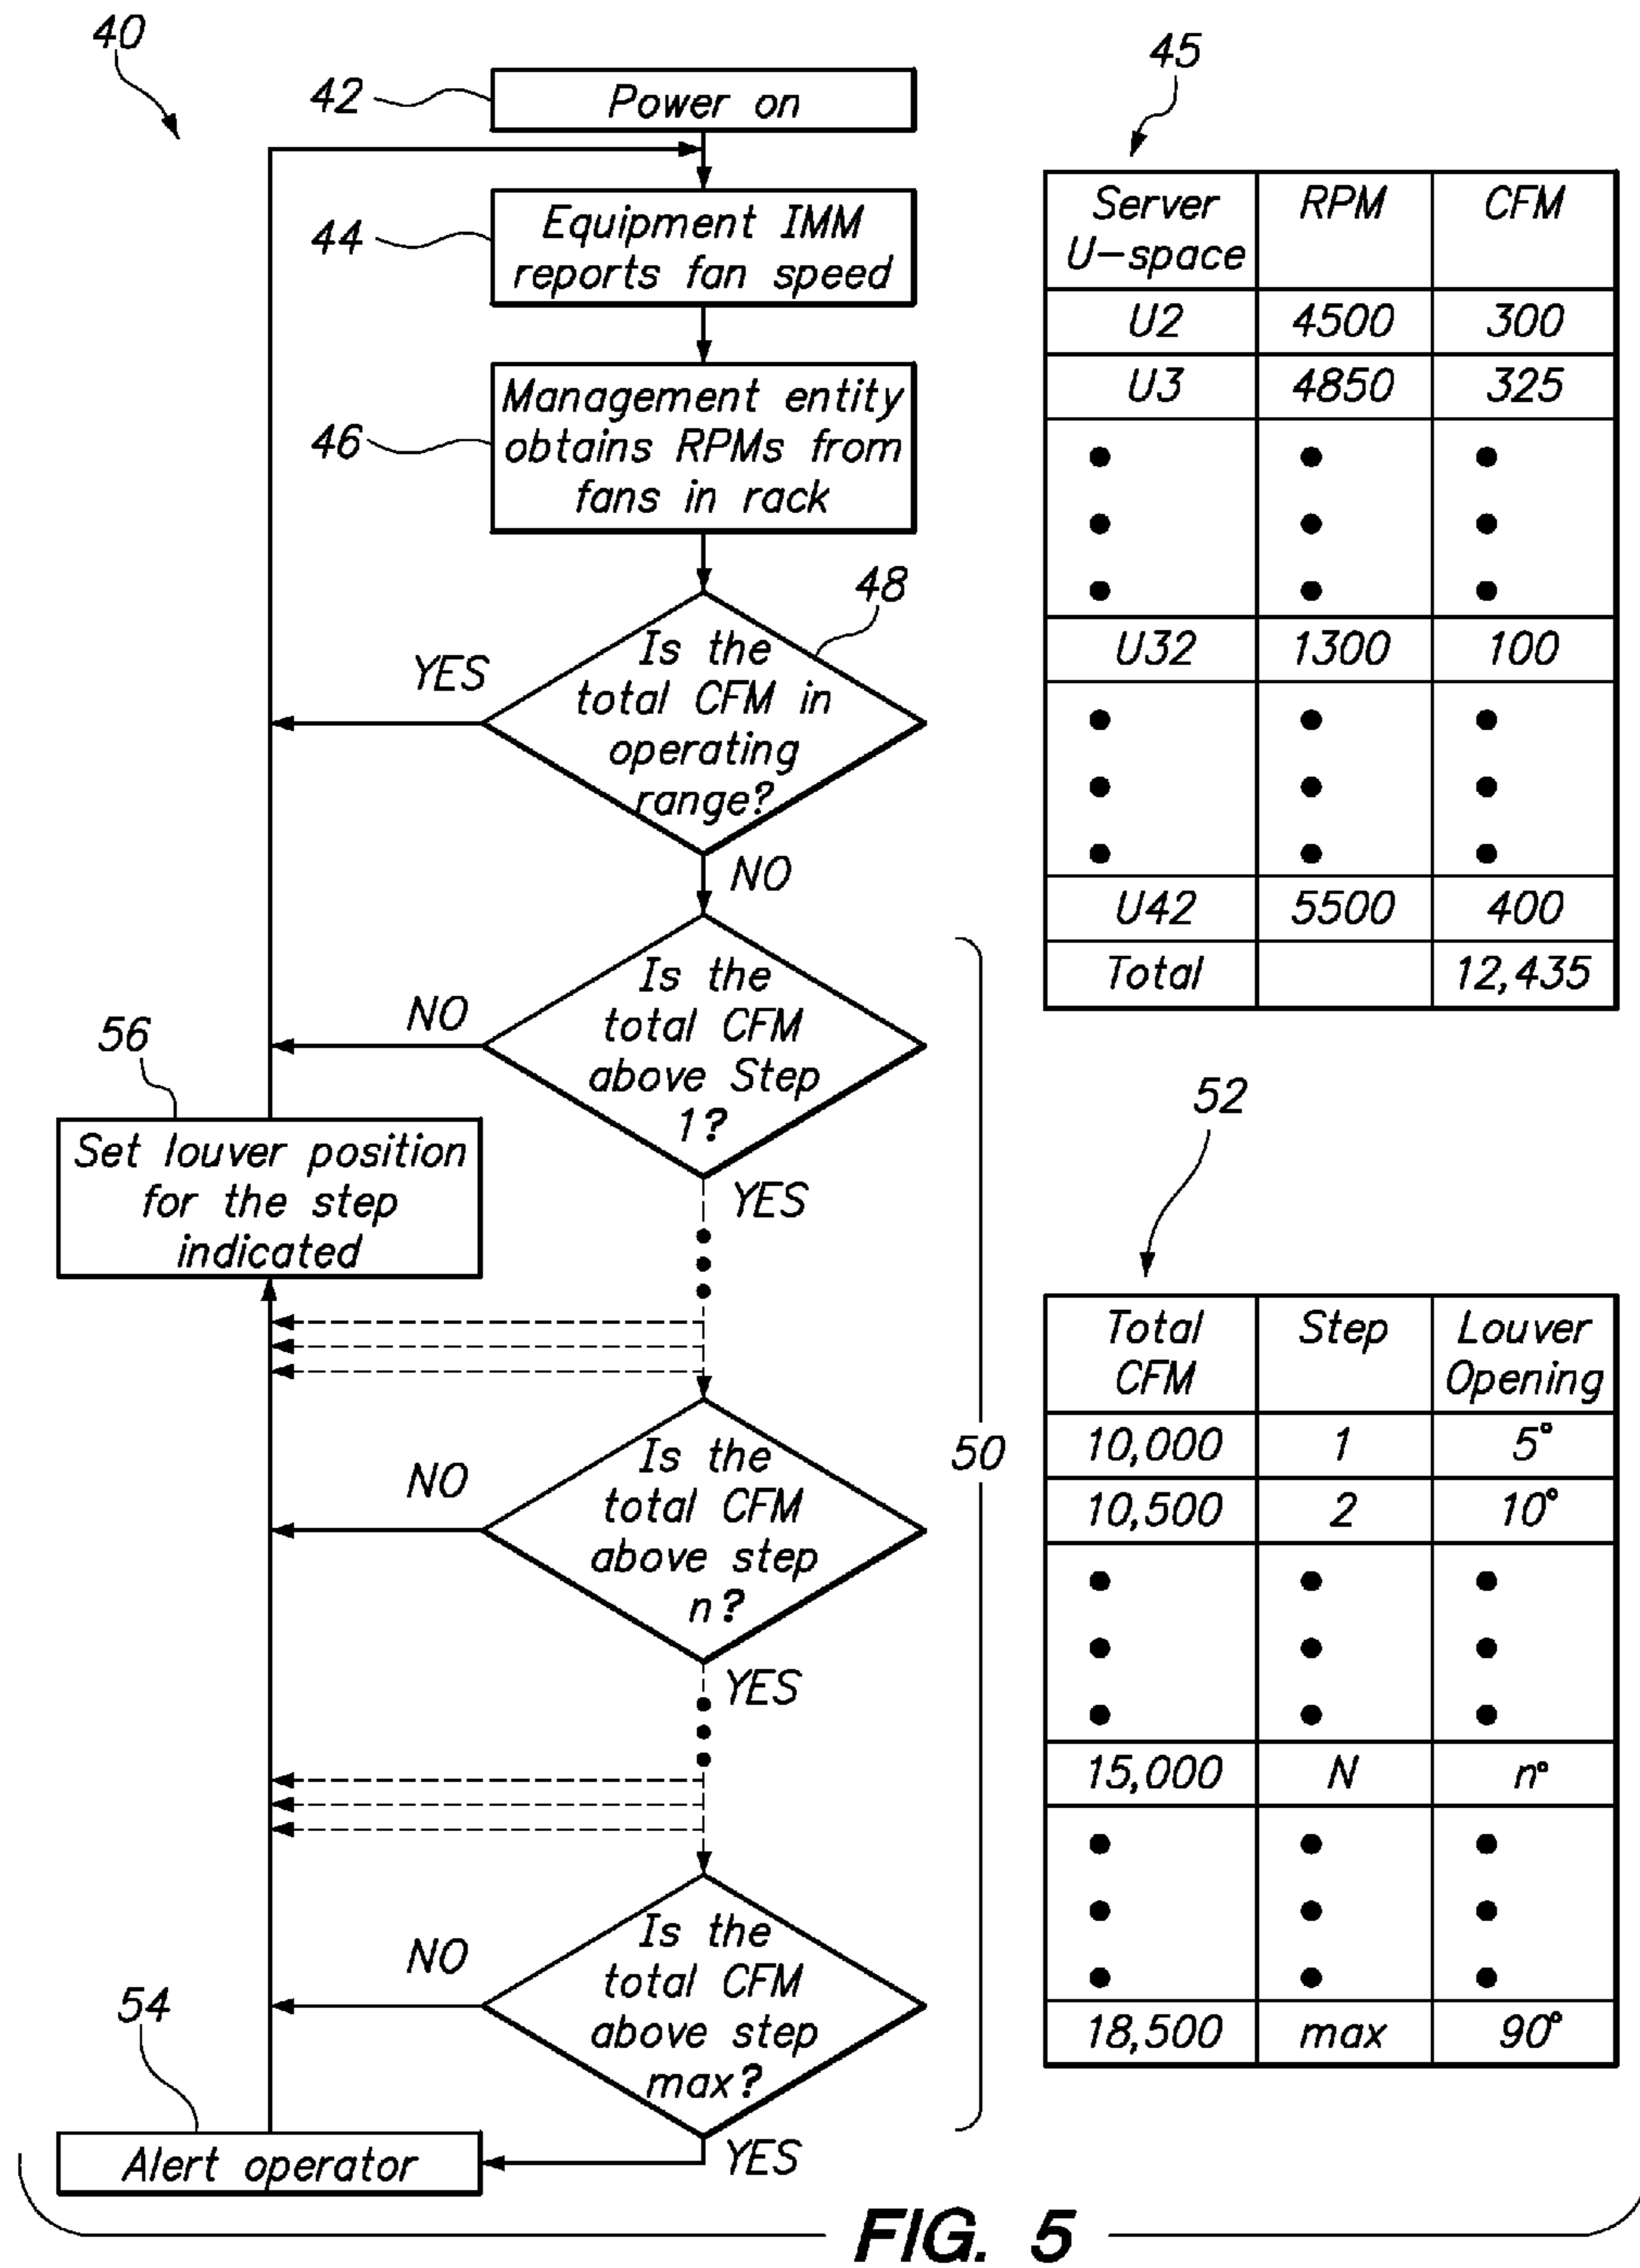 40
42
Power on
44
Equipment IMM
reports fan speed
46
Management entity
obtains RPMs from
fans in rack
48
Is the
total CFM in
operating
range?
YES
NO
Is the
total CFM
above Step
1?
NO
YES
56
Set louver position
for the step
indicated
Is the
total CFM
above step
n?
NO
YES
50
Is the
total CFM
above step
max?
NO
YES
54
Alert operator
45
Server U-space RPM CFM
U2 4500 300
U3 4850 325
U32 1300 100
U42 5500 400
Total 12,435
52
Total CFM Step Louver Opening
10,000 1 5°
10,500 2 10°
15,000 N n°
18,500 max 90°
FIG. 5